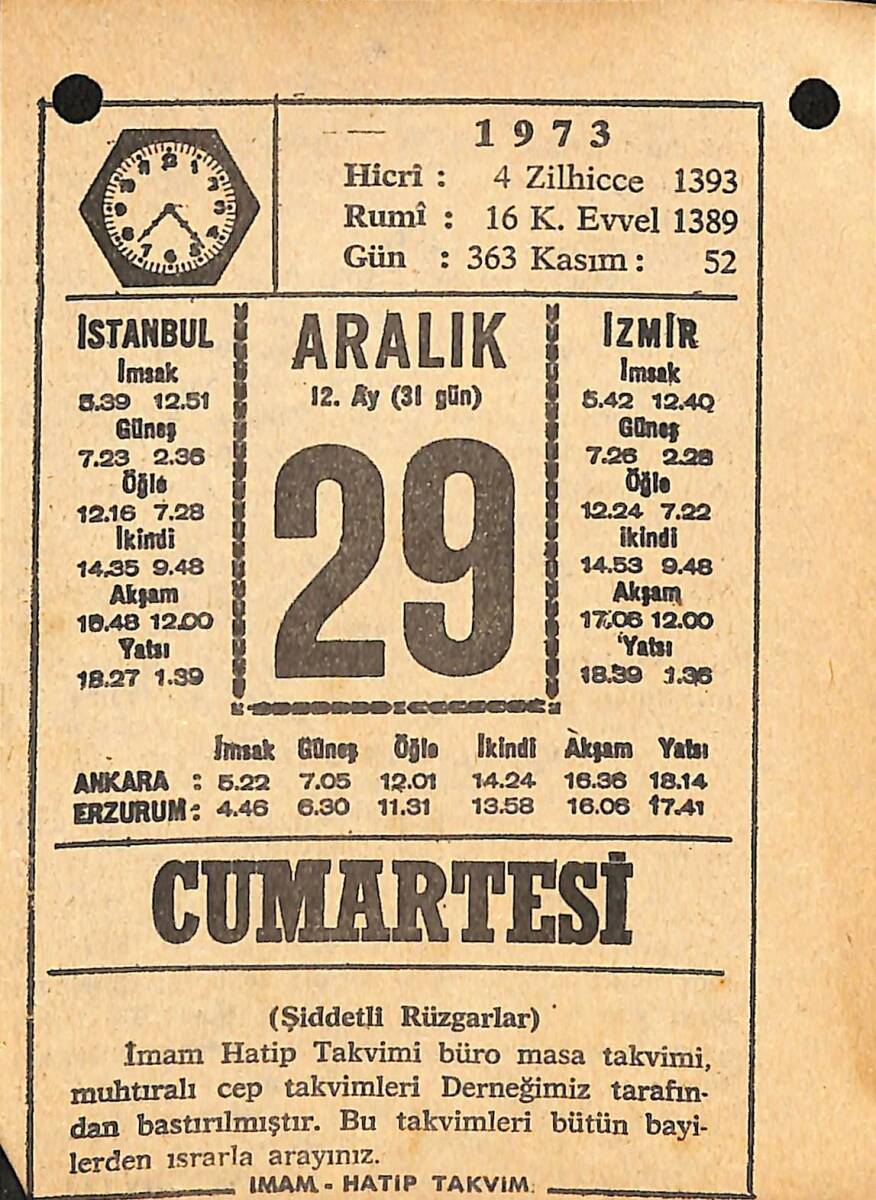 1973
Hicrî : 4 Zilhicce 1393
Rumî : 16 K. Evvel 1389
Gün : 363 Kasım : 52
İSTANBUL
İmsak
5.39 12.51
Güneş
7.23 2.36
Öğle
12.16 7.28
İkindi
14.35 9.48
Akşam
16.48 12.00
Yatsı
18.27 1.39
ARALIK
12. Ay (31 gün)
29
İZMİR
İmsak
5.42 12.40
Güneş
7.26 2.28
Öğle
12.24 7.22
ikindi
14.53 9.48
Akşam
17.06 12.00
Yatsı
18.39 1.36
İmsak Güneş Öğle İkindi Akşam Yatsı
ANKARA : 5.22 7.05 12.01 14.24 16.36 18.14
ERZURUM : 4.46 6.30 11.31 13.58 16.06 17.41
CUMARTESİ
(Şiddetli Rüzgarlar)
İmam Hatip Takvimi büro masa takvimi,
muhtıralı cep takvimleri Derneğimiz tarafın-
dan bastırılmıştır. Bu takvimleri bütün bayi-
lerden ısrarla arayınız.
İMAM - HATİP TAKVİM